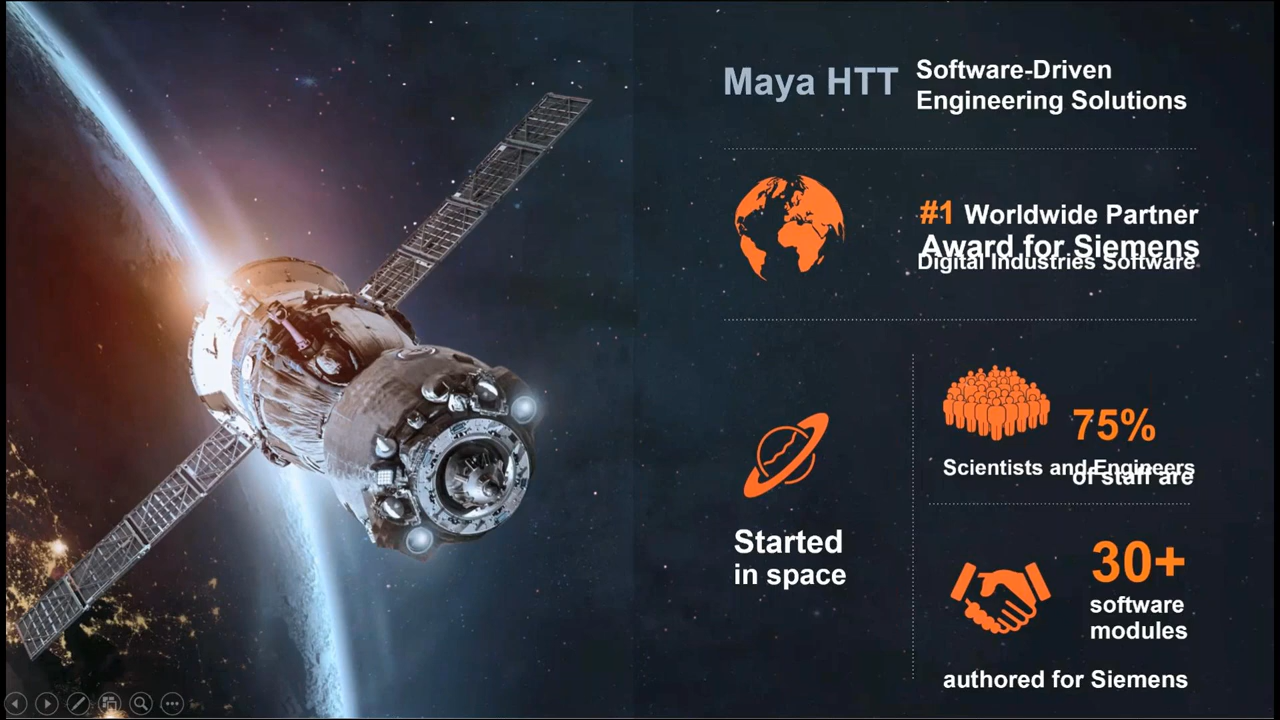 Maya HTT
Software-Driven
Engineering Solutions
#1 Worldwide Partner
Award for Siemens
Digital Industries Software
Started
in space
75%
of staff are
Scientists and Engineers
30+
software
modules
authored for Siemens